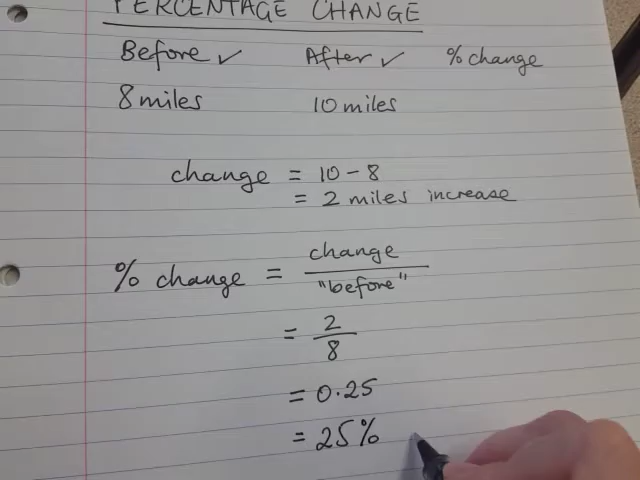 PERCENTAGE CHANGE
Before ✓ After ✓ % change
8 miles 10 miles
change = 10 - 8
= 2 miles increase
% change = change / "before"
= 2 / 8
= 0.25
= 25%